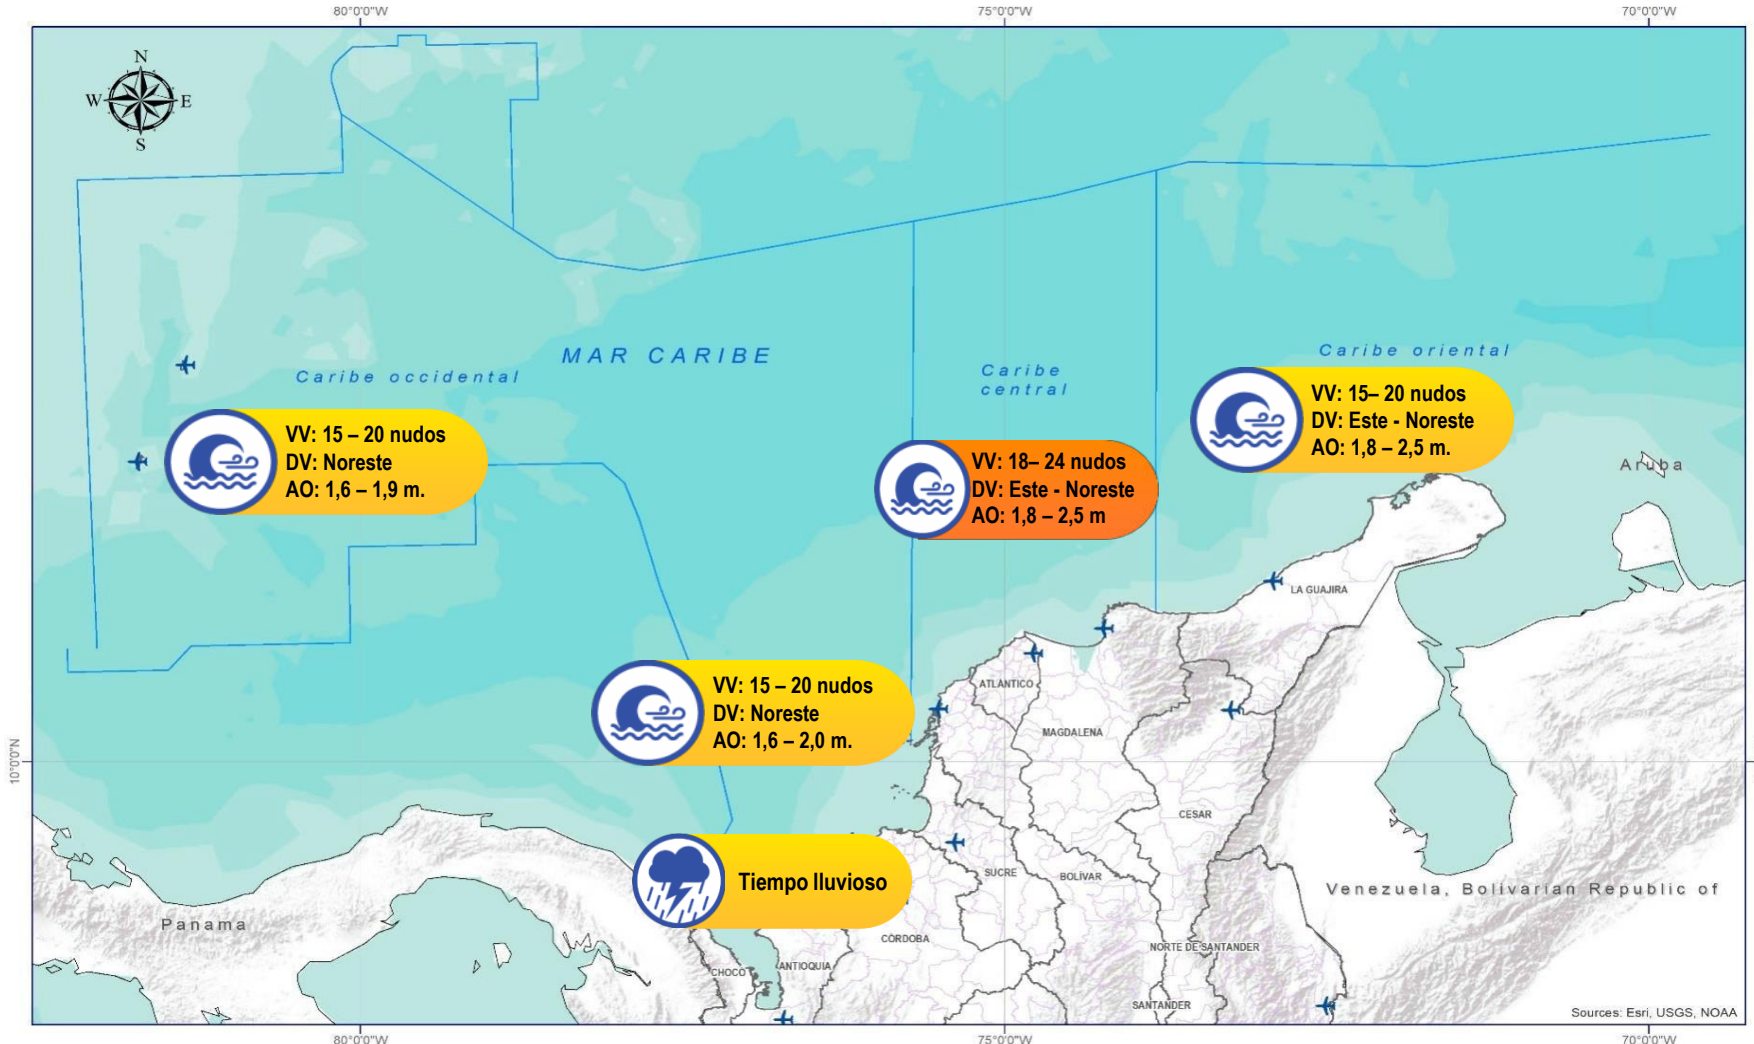 80°0'0"W
75°0'0"W
70°0'0"W
N
W
E
S
MAR CARIBE
Caribe occidental
Caribe
central
Caribe oriental
VV: 15– 20 nudos
DV: Este - Noreste
AO: 1,8 – 2,5 m.
VV: 15 – 20 nudos
DV: Noreste
AO: 1,6 – 1,9 m.
VV: 18– 24 nudos
DV: Este - Noreste
AO: 1,8 – 2,5 m
Aruba
LA GUAJIRA
VV: 15 – 20 nudos
DV: Noreste
AO: 1,6 – 2,0 m.
ATLÁNTICO
MAGDALENA
10°0'0"N
CESAR
Tiempo lluvioso
SUCRE
BOLÍVAR
Venezuela, Bolivarian Republic of
Panama
CÓRDOBA
NORTE DE SANTANDER
CHOCÓ
ANTIOQUIA
SANTANDER
Sources: Esri, USGS, NOAA
80°0'0"W
75°0'0"W
70°0'0"W